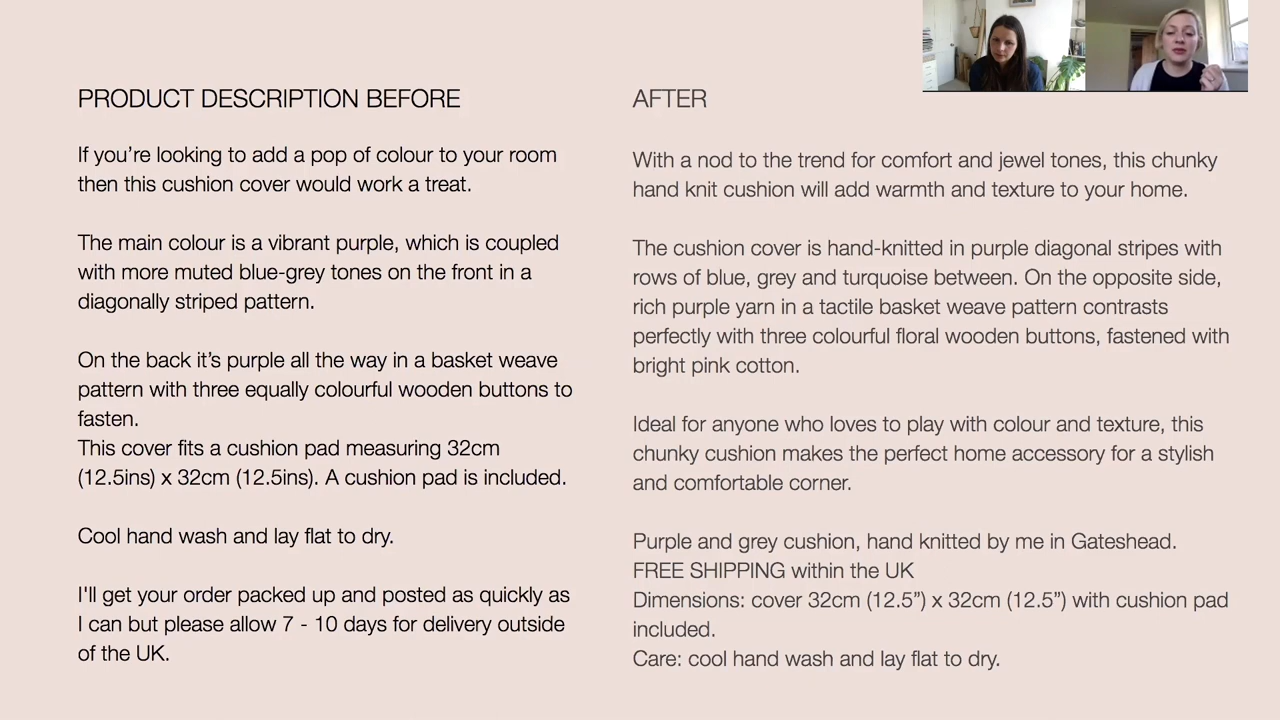 PRODUCT DESCRIPTION BEFORE
If you’re looking to add a pop of colour to your room
then this cushion cover would work a treat.
The main colour is a vibrant purple, which is coupled
with more muted blue-grey tones on the front in a
diagonally striped pattern.
On the back it’s purple all the way in a basket weave
pattern with three equally colourful wooden buttons to
fasten.
This cover fits a cushion pad measuring 32cm
(12.5ins) x 32cm (12.5ins). A cushion pad is included.
Cool hand wash and lay flat to dry.
I'll get your order packed up and posted as quickly as
I can but please allow 7 - 10 days for delivery outside
of the UK.
AFTER
With a nod to the trend for comfort and jewel tones, this chunky
hand knit cushion will add warmth and texture to your home.
The cushion cover is hand-knitted in purple diagonal stripes with
rows of blue, grey and turquoise between. On the opposite side,
rich purple yarn in a tactile basket weave pattern contrasts
perfectly with three colourful floral wooden buttons, fastened with
bright pink cotton.
Ideal for anyone who loves to play with colour and texture, this
chunky cushion makes the perfect home accessory for a stylish
and comfortable corner.
Purple and grey cushion, hand knitted by me in Gateshead.
FREE SHIPPING within the UK
Dimensions: cover 32cm (12.5”) x 32cm (12.5”) with cushion pad
included.
Care: cool hand wash and lay flat to dry.